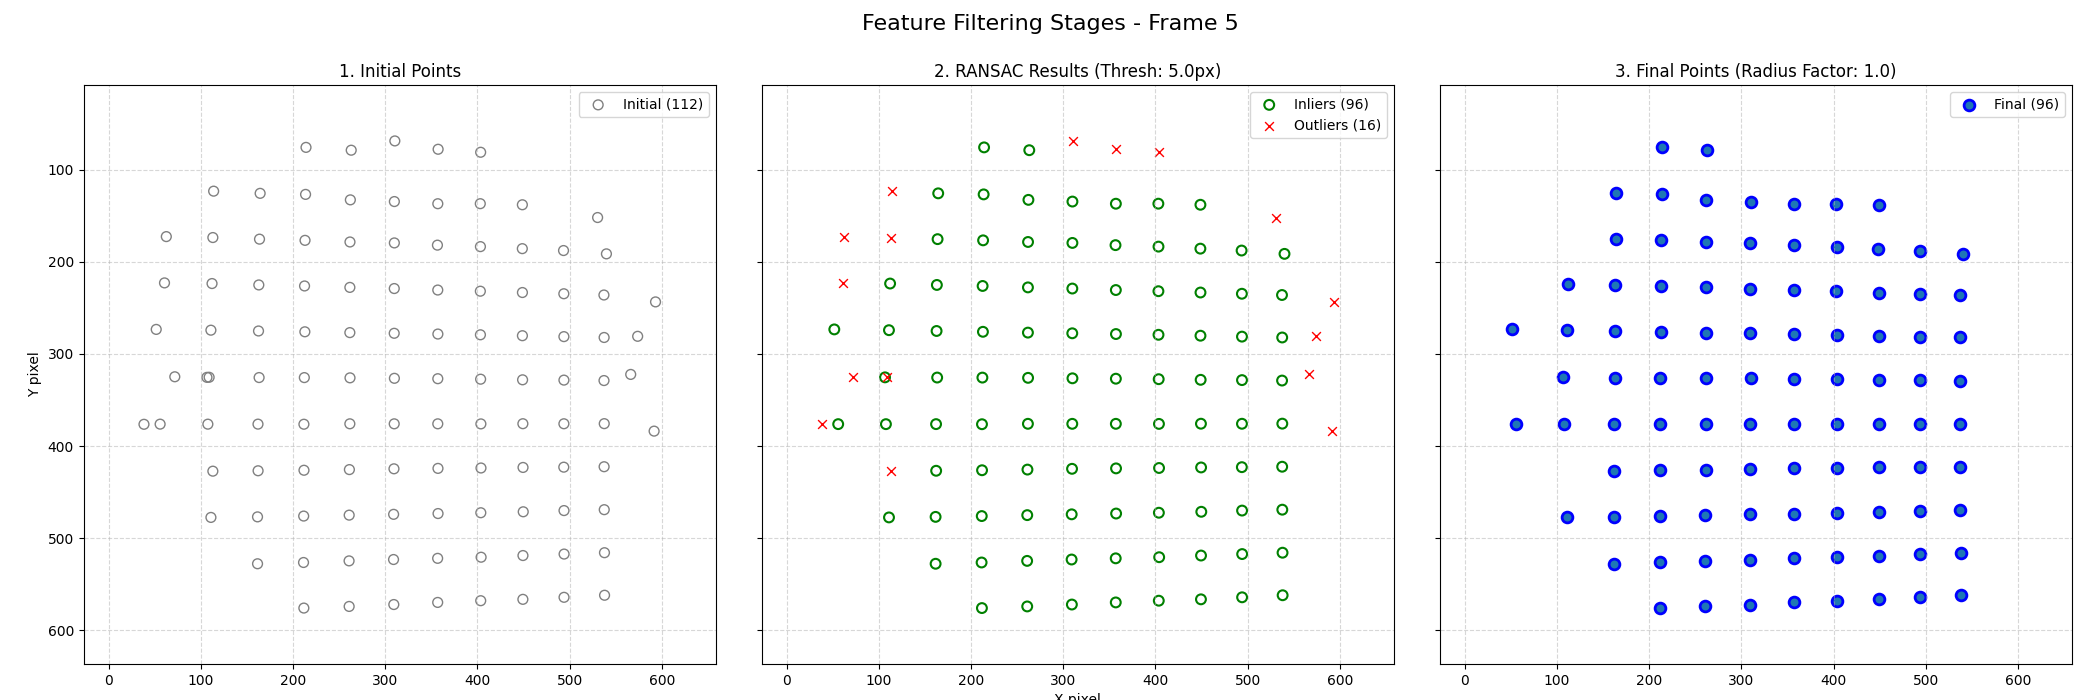 Feature Filtering Stages - Frame 5
1. Initial Points
Initial (112)
100
200
300
400
500
600
Y pixel
0 100 200 300 400 500 600
2. RANSAC Results (Thresh: 5.0px)
Inliers (96)
Outliers (16)
0 100 200 300 400 500 600
X pixel
3. Final Points (Radius Factor: 1.0)
Final (96)
0 100 200 300 400 500 600